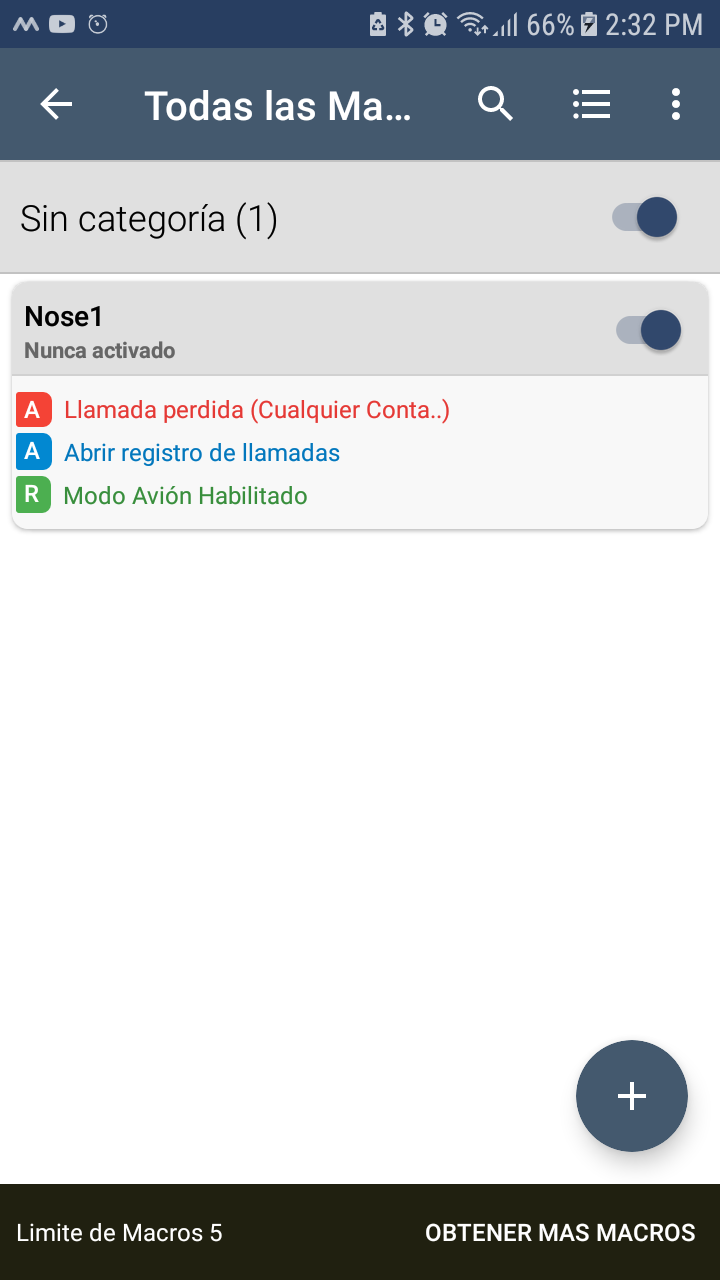 66% 2:32 PM
Todas las Ma...
Sin categoría (1)
Nose1
Nunca activado
A Llamada perdida (Cualquier Conta..)
A Abrir registro de llamadas
R Modo Avión Habilitado
+
Limite de Macros 5 OBTENER MAS MACROS